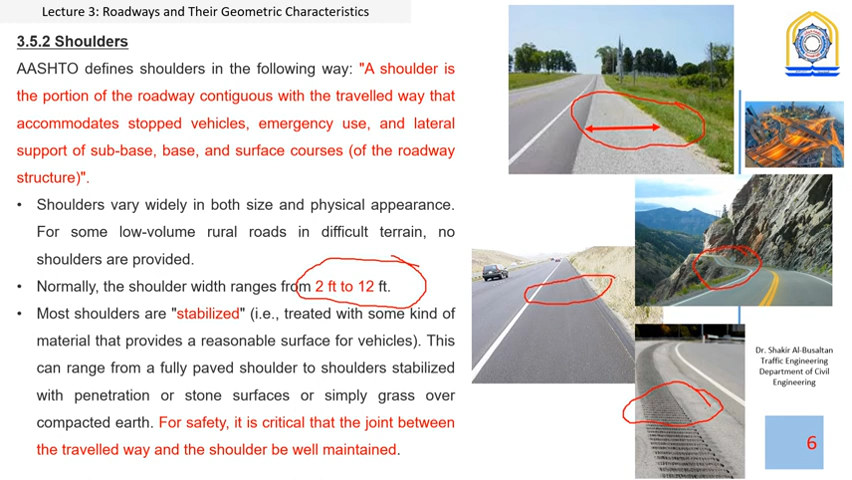 Lecture 3: Roadways and Their Geometric Characteristics
3.5.2 Shoulders
AASHTO defines shoulders in the following way: "A shoulder is
the portion of the roadway contiguous with the travelled way that
accommodates stopped vehicles, emergency use, and lateral
support of sub-base, base, and surface courses (of the roadway
structure)".
• Shoulders vary widely in both size and physical appearance.
For some low-volume rural roads in difficult terrain, no
shoulders are provided.
• Normally, the shoulder width ranges from 2 ft to 12 ft.
• Most shoulders are "stabilized" (i.e., treated with some kind of
material that provides a reasonable surface for vehicles). This
can range from a fully paved shoulder to shoulders stabilized
with penetration or stone surfaces or simply grass over
compacted earth. For safety, it is critical that the joint between
the travelled way and the shoulder be well maintained.
Dr. Shakir Al-Busaltan
Traffic Engineering
Department of Civil
Engineering
6